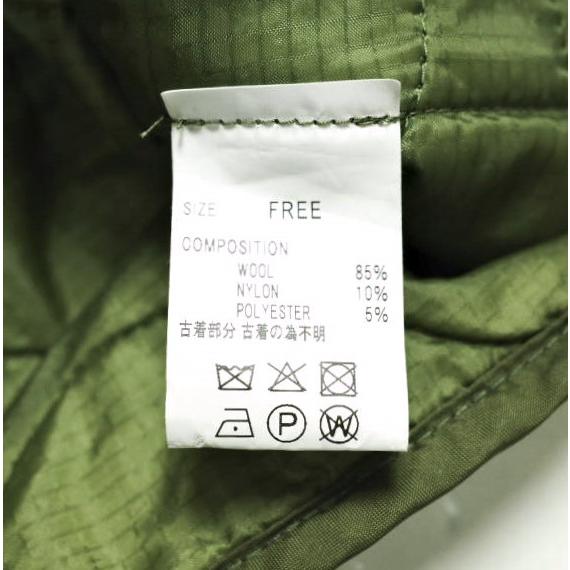 SIZE FREE
COMPOSITION
WOOL 85%
NYLON 10%
POLYESTER 5%
古着部分 古着の為不明
P
W